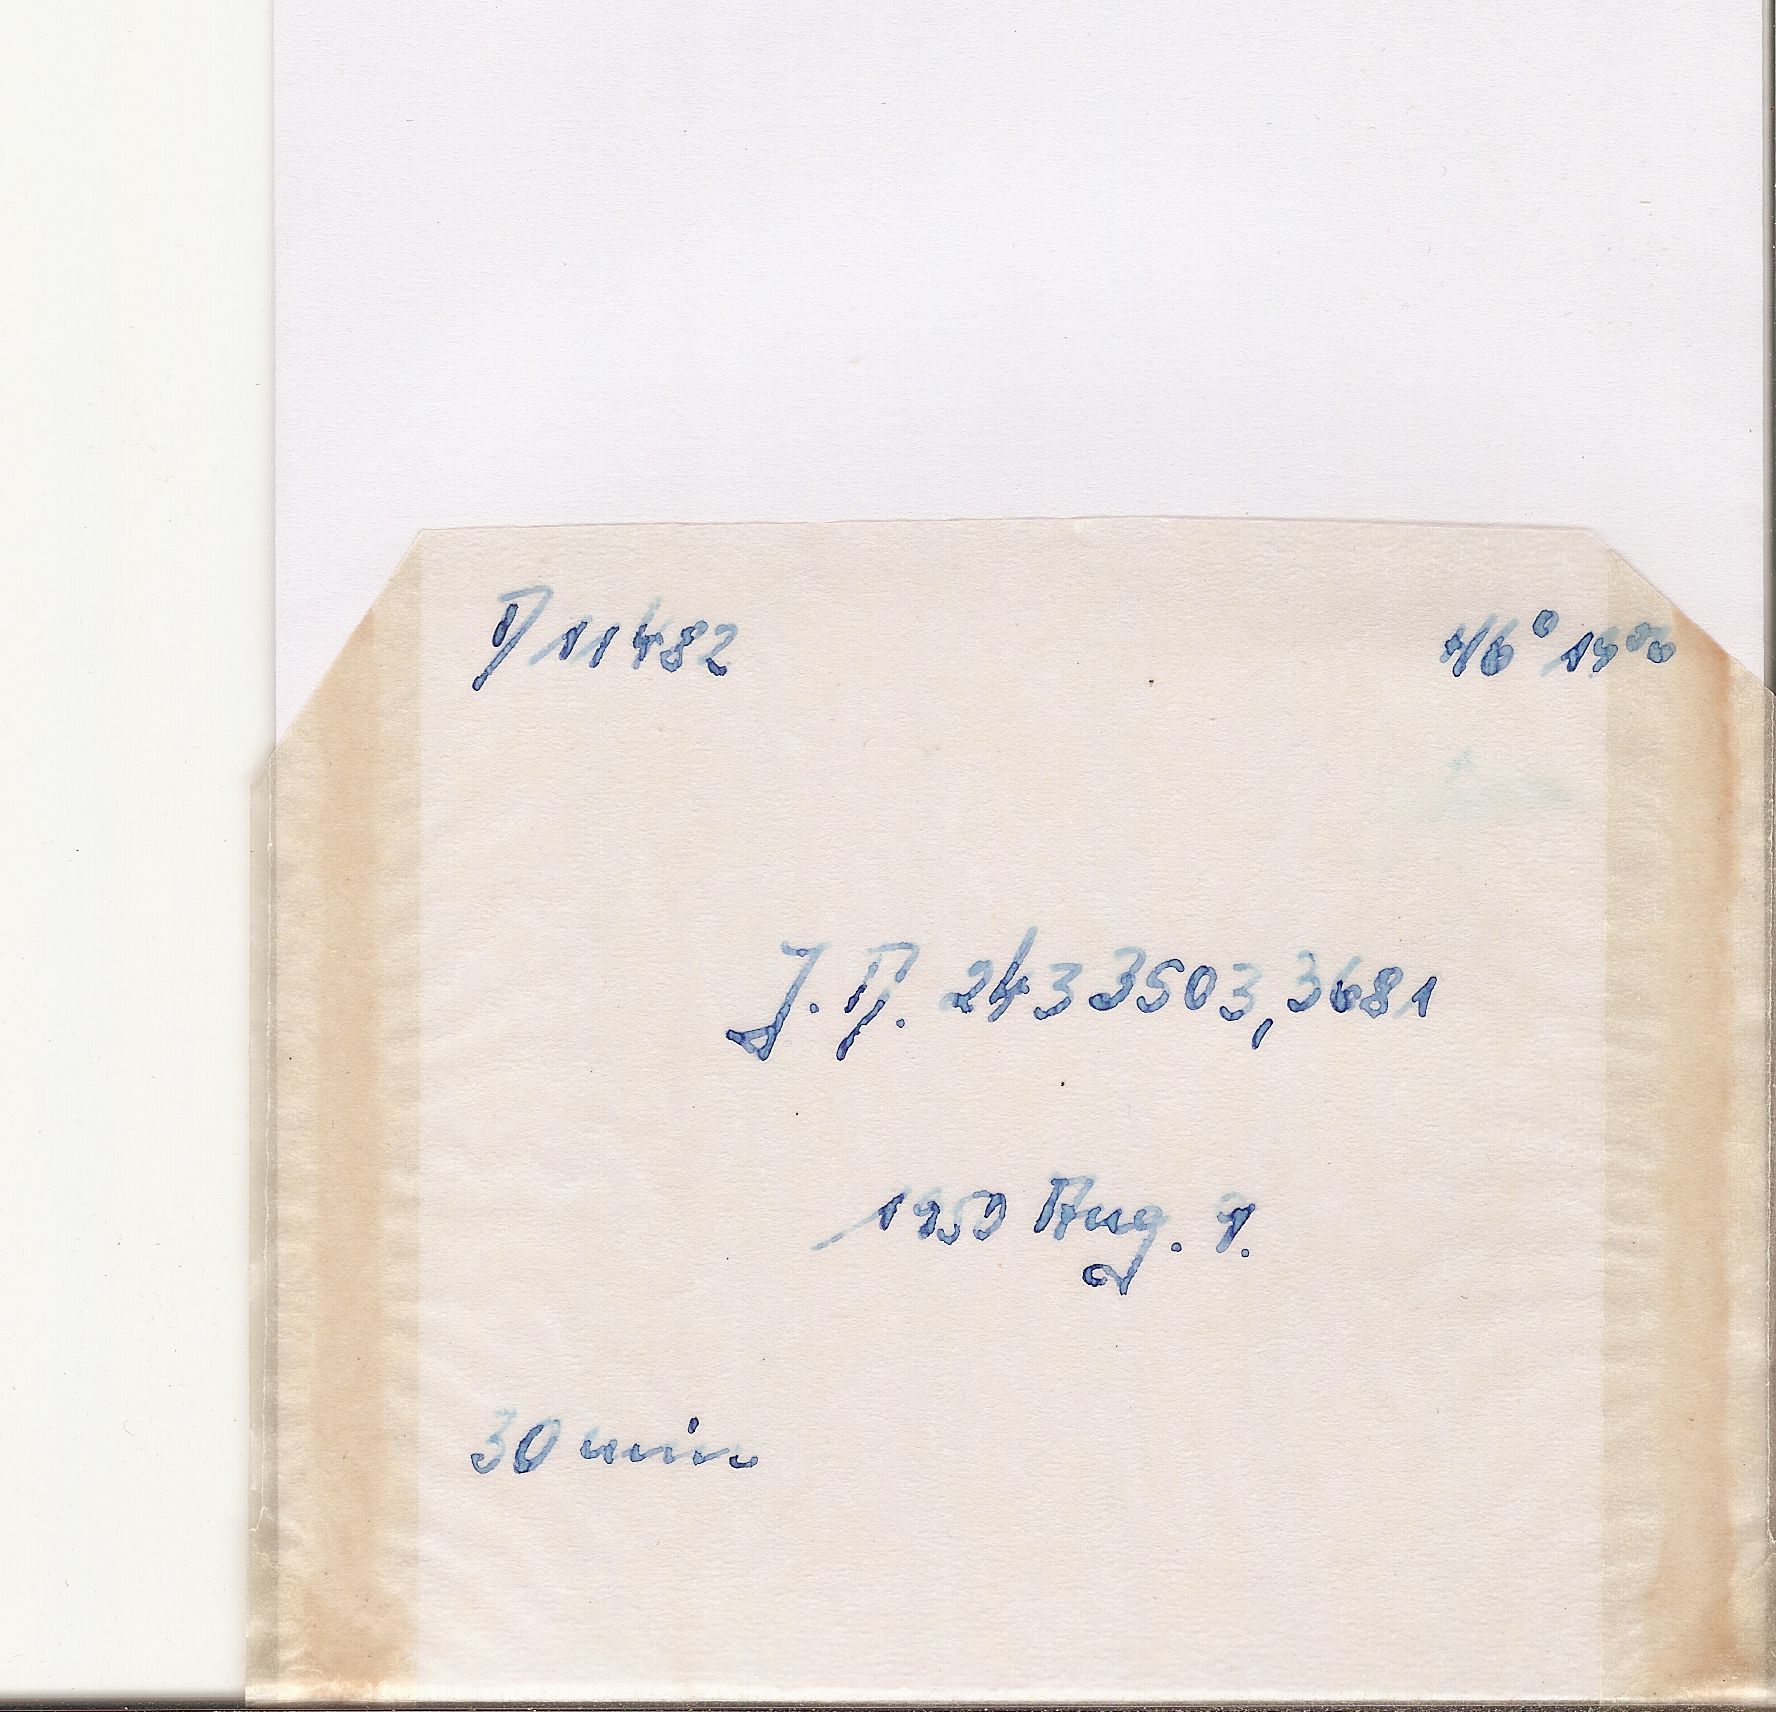 D 11482
J.D. 2433503,3681
1950 Aug. 9.
30 min